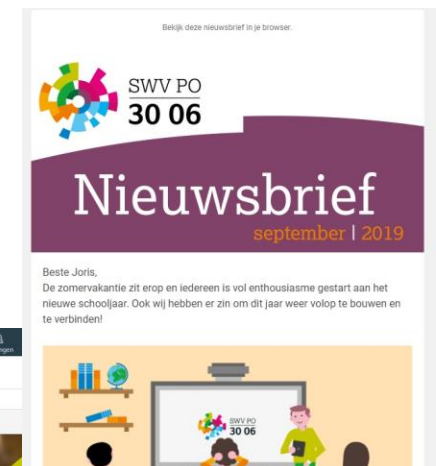 Bekijk deze nieuwsbrief in je browser.
SWV PO
30 06
Nieuwsbrief
september | 2019
Beste Joris,
De zomervakantie zit erop en iedereen is vol enthousiasme gestart aan het
nieuwe schooljaar. Ook wij hebben er zin om dit jaar weer volop te bouwen en
te verbinden!
SWV PO
30 06